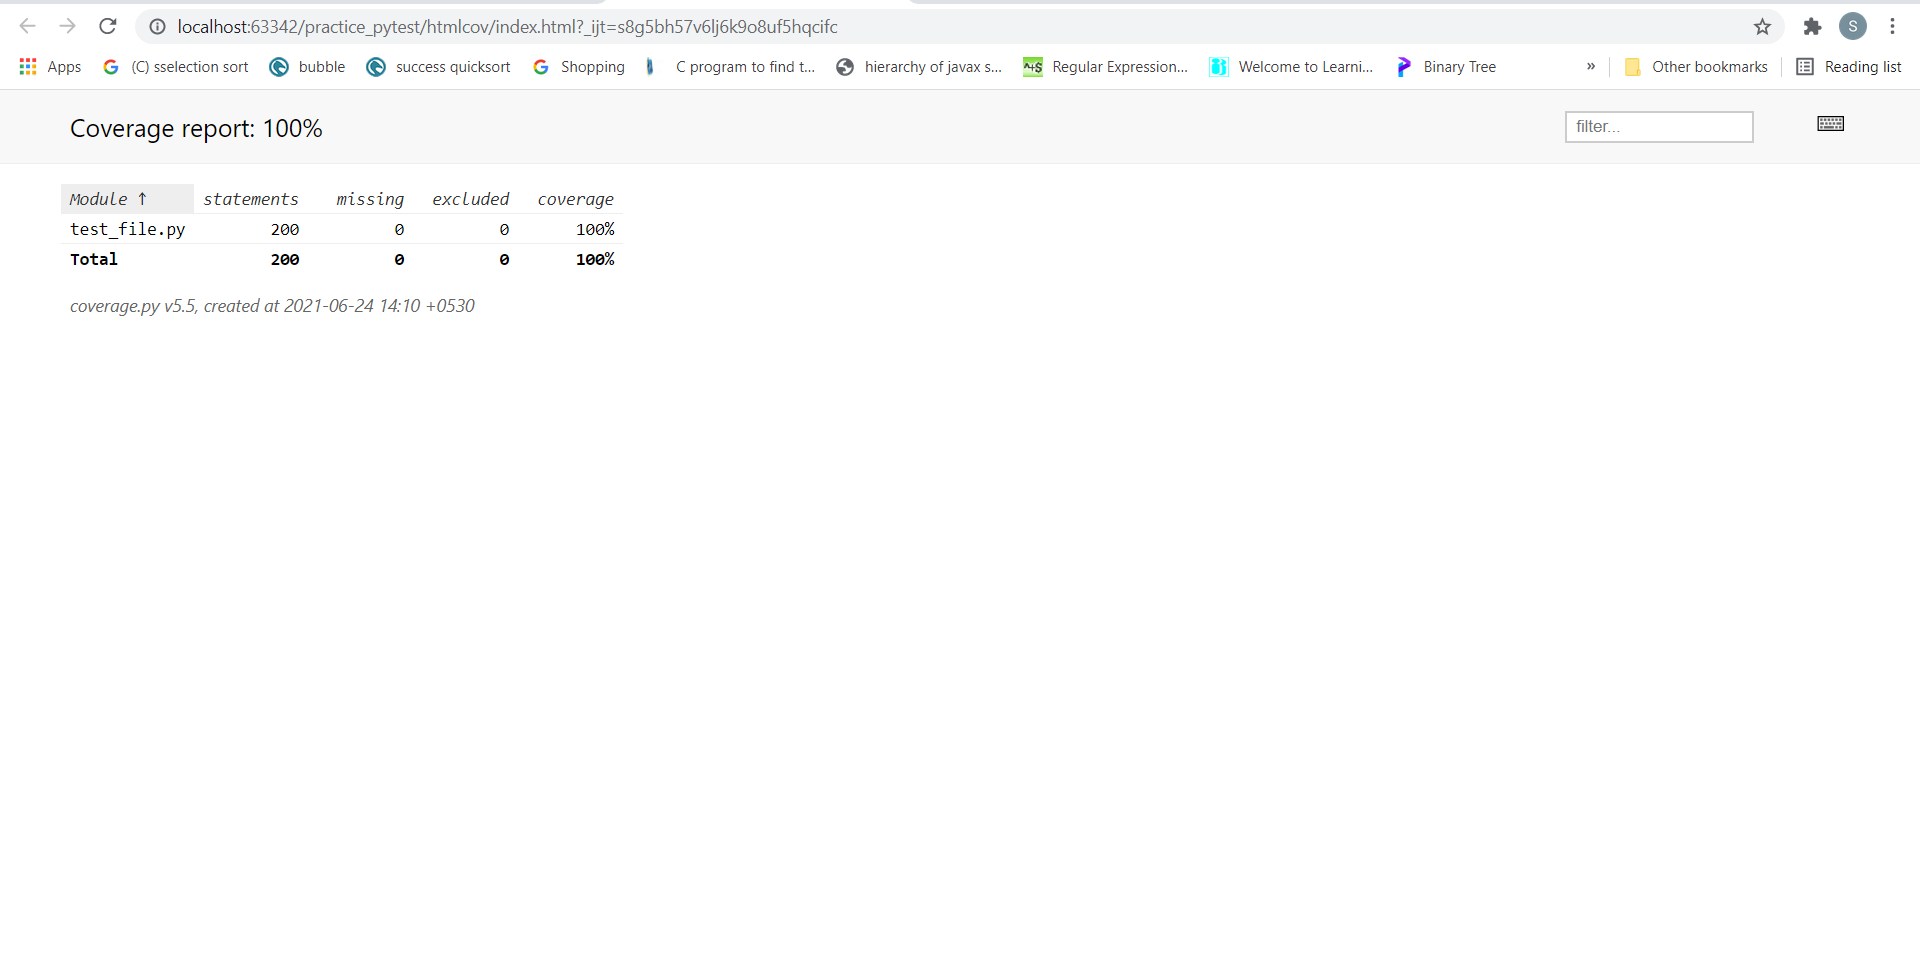 localhost:63342/practice_pytest/htmlcov/index.html?_ijt=s8g5bh57v6lj6k9o8uf5hqcifc S
Apps (C) sselection sort bubble success quicksort Shopping C program to find t... hierarchy of javax s... Regular Expression... Welcome to Learni... Binary Tree » Other bookmarks Reading list
Coverage report: 100% filter...
Module ↑ statements missing excluded coverage
test_file.py 200 0 0 100%
Total 200 0 0 100%
coverage.py v5.5, created at 2021-06-24 14:10 +0530